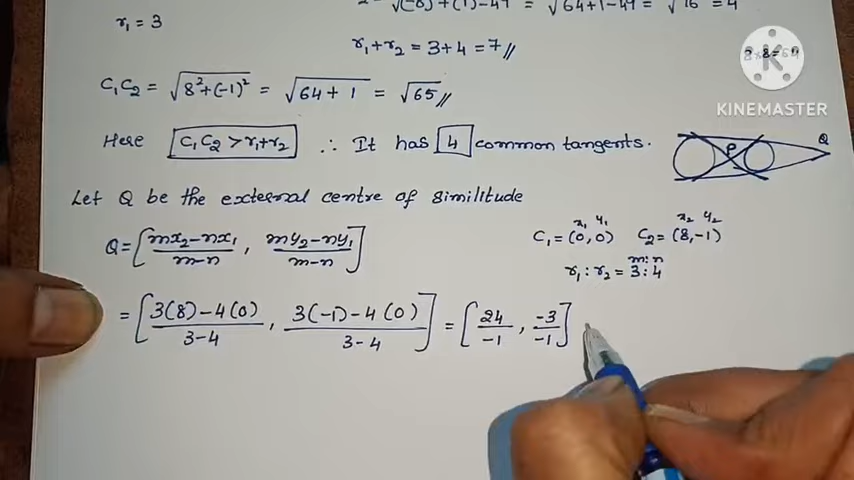 r₁ = 3
= √(-8)²+(1)-49 = √64+1-49 = √16 = 4
r₁+r₂ = 3+4 = 7//
C₁C₂ = √8²+(-1)² = √64+1 = √65//
Here C₁C₂ > r₁+r₂ ∴ It has 4 common tangents.
P Q
Let Q be the external centre of similitude
Q = [mx₂-nx₁/m-n, my₂-ny₁/m-n]
x₁ y₁ x₂ y₂
C₁ = (0,0) C₂ = (8,-1)
m:n
r₁:r₂ = 3:4
= [3(8)-4(0)/3-4, 3(-1)-4(0)/3-4] = [24/-1, -3/-1]
KINEMASTER